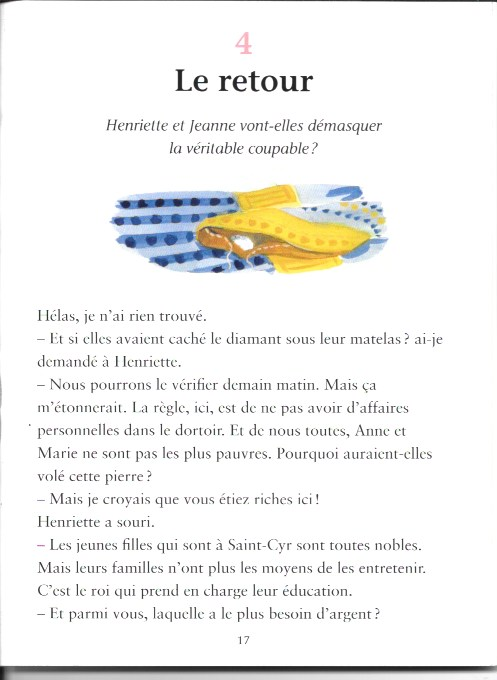 4
Le retour
Henriette et Jeanne vont-elles démasquer
la véritable coupable ?
Hélas, je n'ai rien trouvé.
– Et si elles avaient caché le diamant sous leur matelas ? ai-je
demandé à Henriette.
– Nous pourrons le vérifier demain matin. Mais ça
m'étonnerait. La règle, ici, est de ne pas avoir d'affaires
personnelles dans le dortoir. Et de nous toutes, Anne et
Marie ne sont pas les plus pauvres. Pourquoi auraient-elles
volé cette pierre ?
– Mais je croyais que vous étiez riches ici !
Henriette a souri.
– Les jeunes filles qui sont à Saint-Cyr sont toutes nobles.
Mais leurs familles n'ont plus les moyens de les entretenir.
C'est le roi qui prend en charge leur éducation.
– Et parmi vous, laquelle a le plus besoin d'argent ?
17